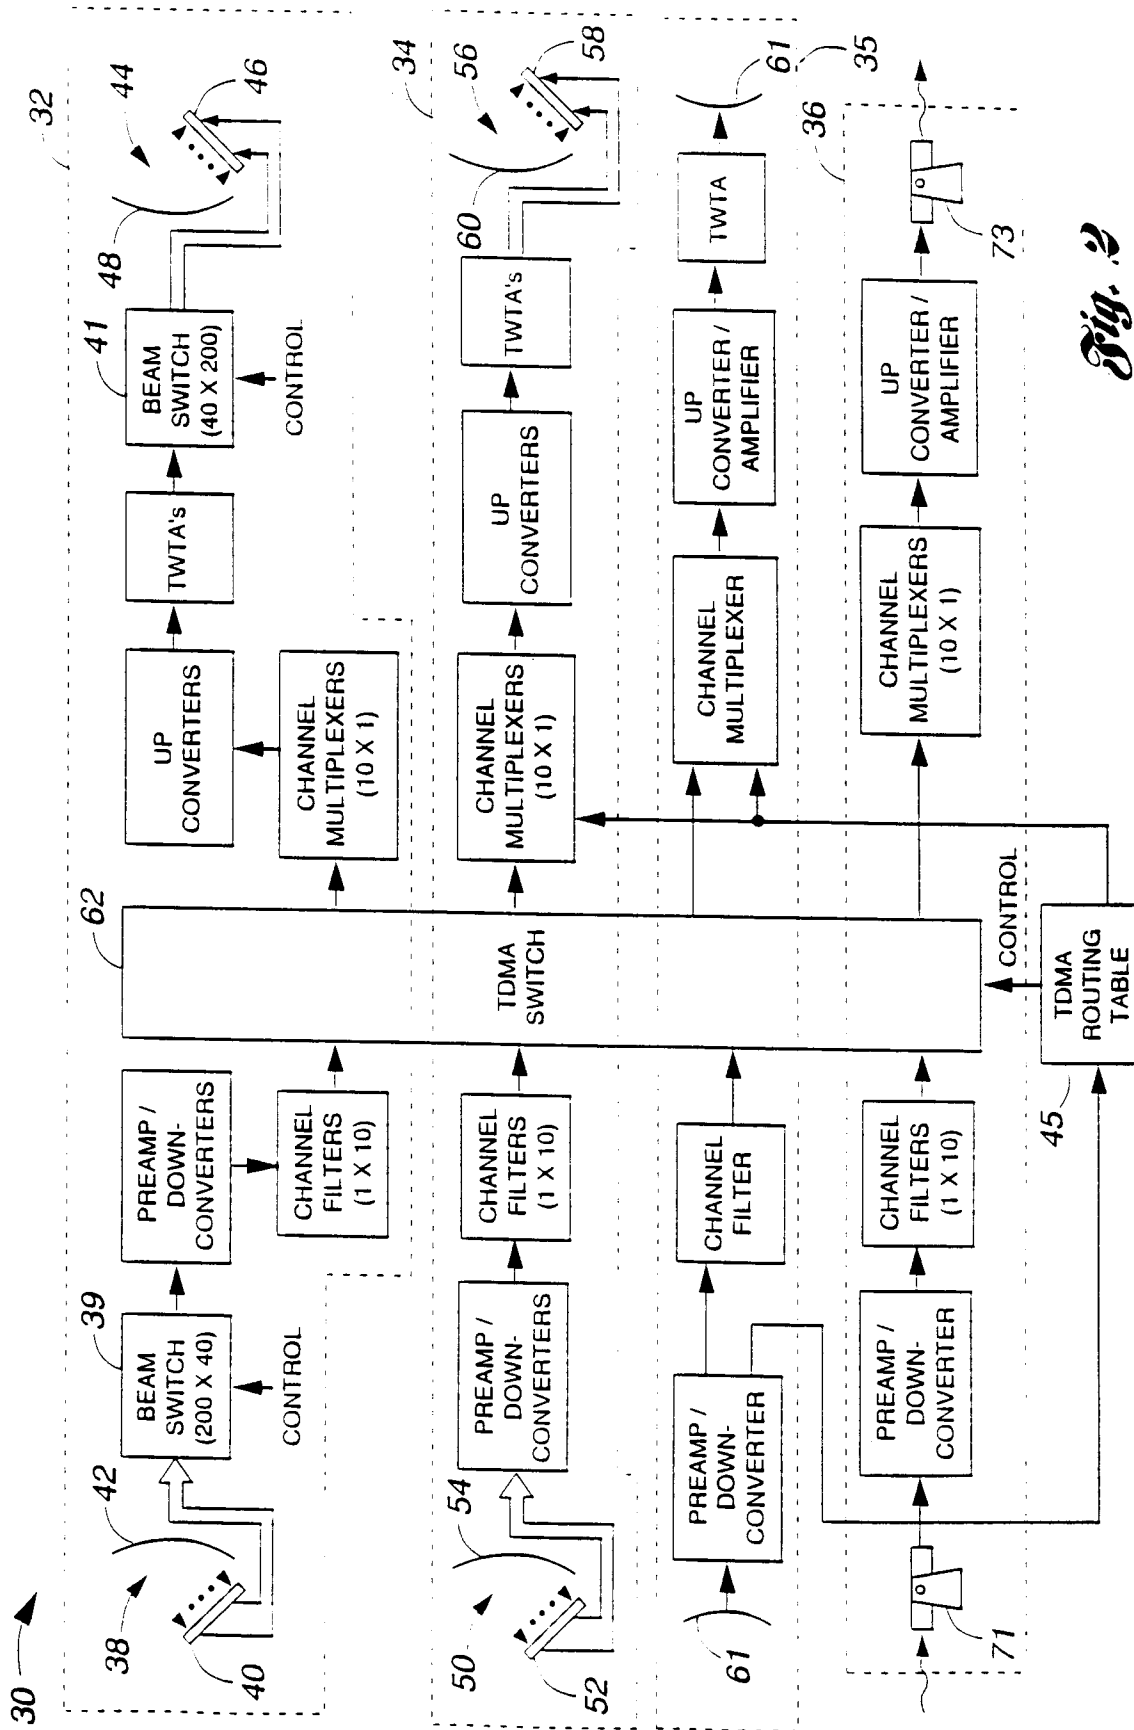 30
32
38
40
42
39
BEAM
SWITCH
(200 X 40)
CONTROL
PREAMP /
DOWN-
CONVERTERS
CHANNEL
FILTERS
(1 X 10)
62
TDMA
SWITCH
CHANNEL
MULTIPLEXERS
(10 X 1)
UP
CONVERTERS
TWTA's
41
BEAM
SWITCH
(40 X 200)
CONTROL
48
44
46
34
50
52
54
PREAMP /
DOWN-
CONVERTERS
CHANNEL
FILTERS
(1 X 10)
CHANNEL
MULTIPLEXERS
(10 X 1)
UP
CONVERTERS
TWTA's
60
56
58
61
PREAMP /
DOWN-
CONVERTER
CHANNEL
FILTER
CHANNEL
MULTIPLEXER
UP
CONVERTER /
AMPLIFIER
TWTA
61
35
36
71
PREAMP /
DOWN-
CONVERTER
CHANNEL
FILTERS
(1 X 10)
CHANNEL
MULTIPLEXERS
(10 X 1)
UP
CONVERTER /
AMPLIFIER
73
CONTROL
45
TDMA
ROUTING
TABLE
Fig. 2